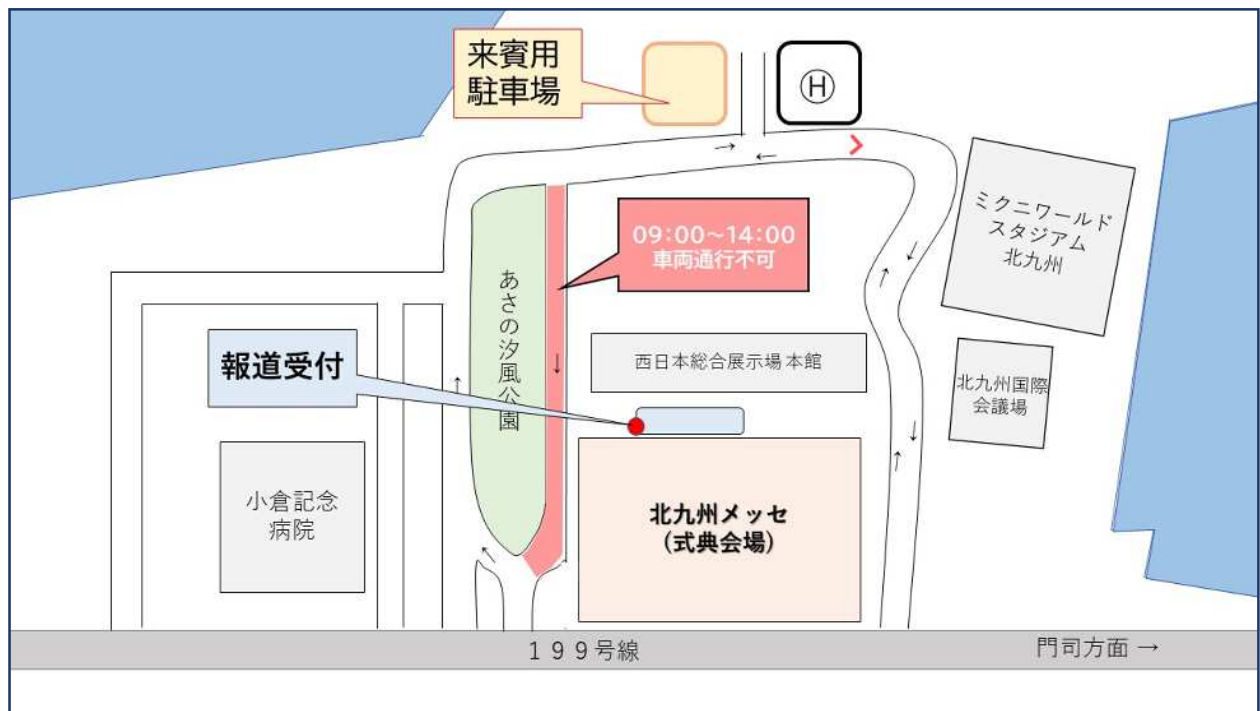 来賓用
駐車場
Ⓗ
ミクニワールド
スタジアム
北九州
09:00~14:00
車両通行不可
あさの汐風公園
報道受付
西日本総合展示場 本館
北九州国際
会議場
小倉記念
病院
北九州メッセ
(式典会場)
199号線
門司方面 →